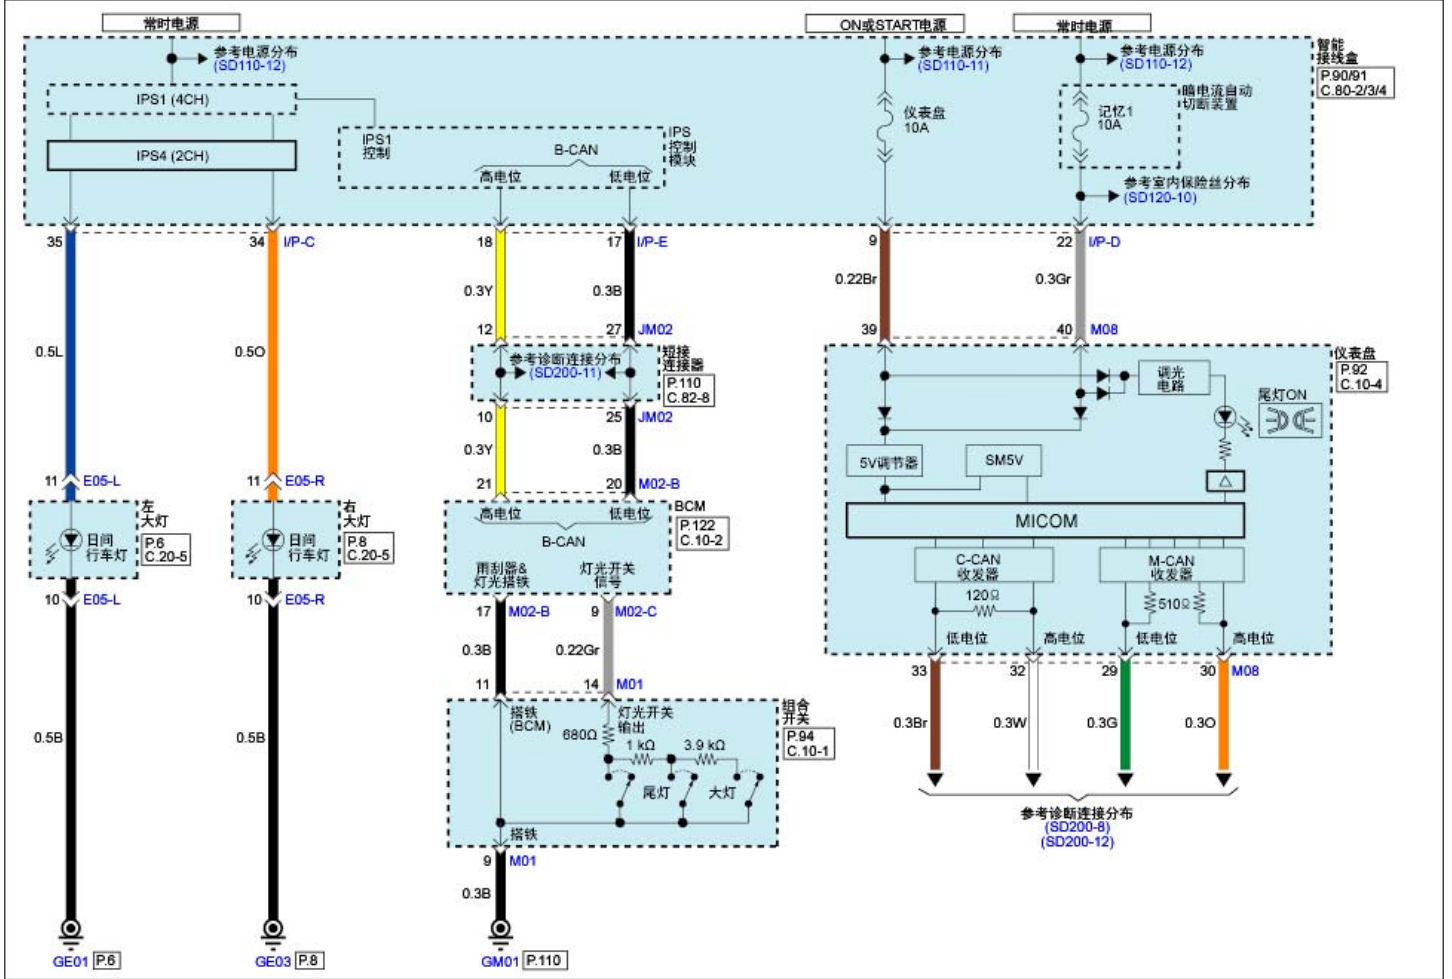 常时电源
ON或START电源
常时电源
参考电源分布
(SD110-12)
参考电源分布
(SD110-11)
参考电源分布
(SD110-12)
智能
接线盒
P.90/91
C.80-2/3/4
IPS1 (4CH)
IPS4 (2CH)
IPS1
控制
B-CAN
高电位
低电位
IPS
控制
模块
仪表盘
10A
记忆1
10A
暗电流自动
切断装置
参考室内保险丝分布
(SD120-10)
35
34
I/P-C
18
17
I/P-E
9
22
I/P-D
0.5L
0.5O
0.3Y
0.3B
0.22Br
0.3Gr
12
27
JM02
39
40
M08
参考诊断连接分布
(SD200-11)
短接
连接器
P.110
C.82-8
10
25
JM02
0.3Y
0.3B
21
20
M02-B
仪表盘
P.92
C.10-4
调光
电路
尾灯ON
5V调节器
SM5V
MICOM
C-CAN
收发器
M-CAN
收发器
120Ω
510Ω
低电位
高电位
低电位
高电位
33
32
29
30
M08
0.3Br
0.3W
0.3G
0.3O
参考诊断连接分布
(SD200-8)
(SD200-12)
11
E05-L
11
E05-R
左
大灯
P.6
C.20-5
日间
行车灯
右
大灯
P.8
C.20-5
日间
行车灯
10
E05-L
10
E05-R
0.5B
0.5B
GE01
P.6
GE03
P.8
高电位
低电位
B-CAN
BCM
P.122
C.10-2
雨刮器&
灯光搭铁
灯光开关
信号
17
M02-B
9
M02-C
0.3B
0.22Gr
11
14
M01
搭铁
(BCM)
灯光开关
输出
680Ω
1 kΩ
3.9 kΩ
尾灯
大灯
组合
开关
P.94
C.10-1
搭铁
9
M01
0.3B
GM01
P.110